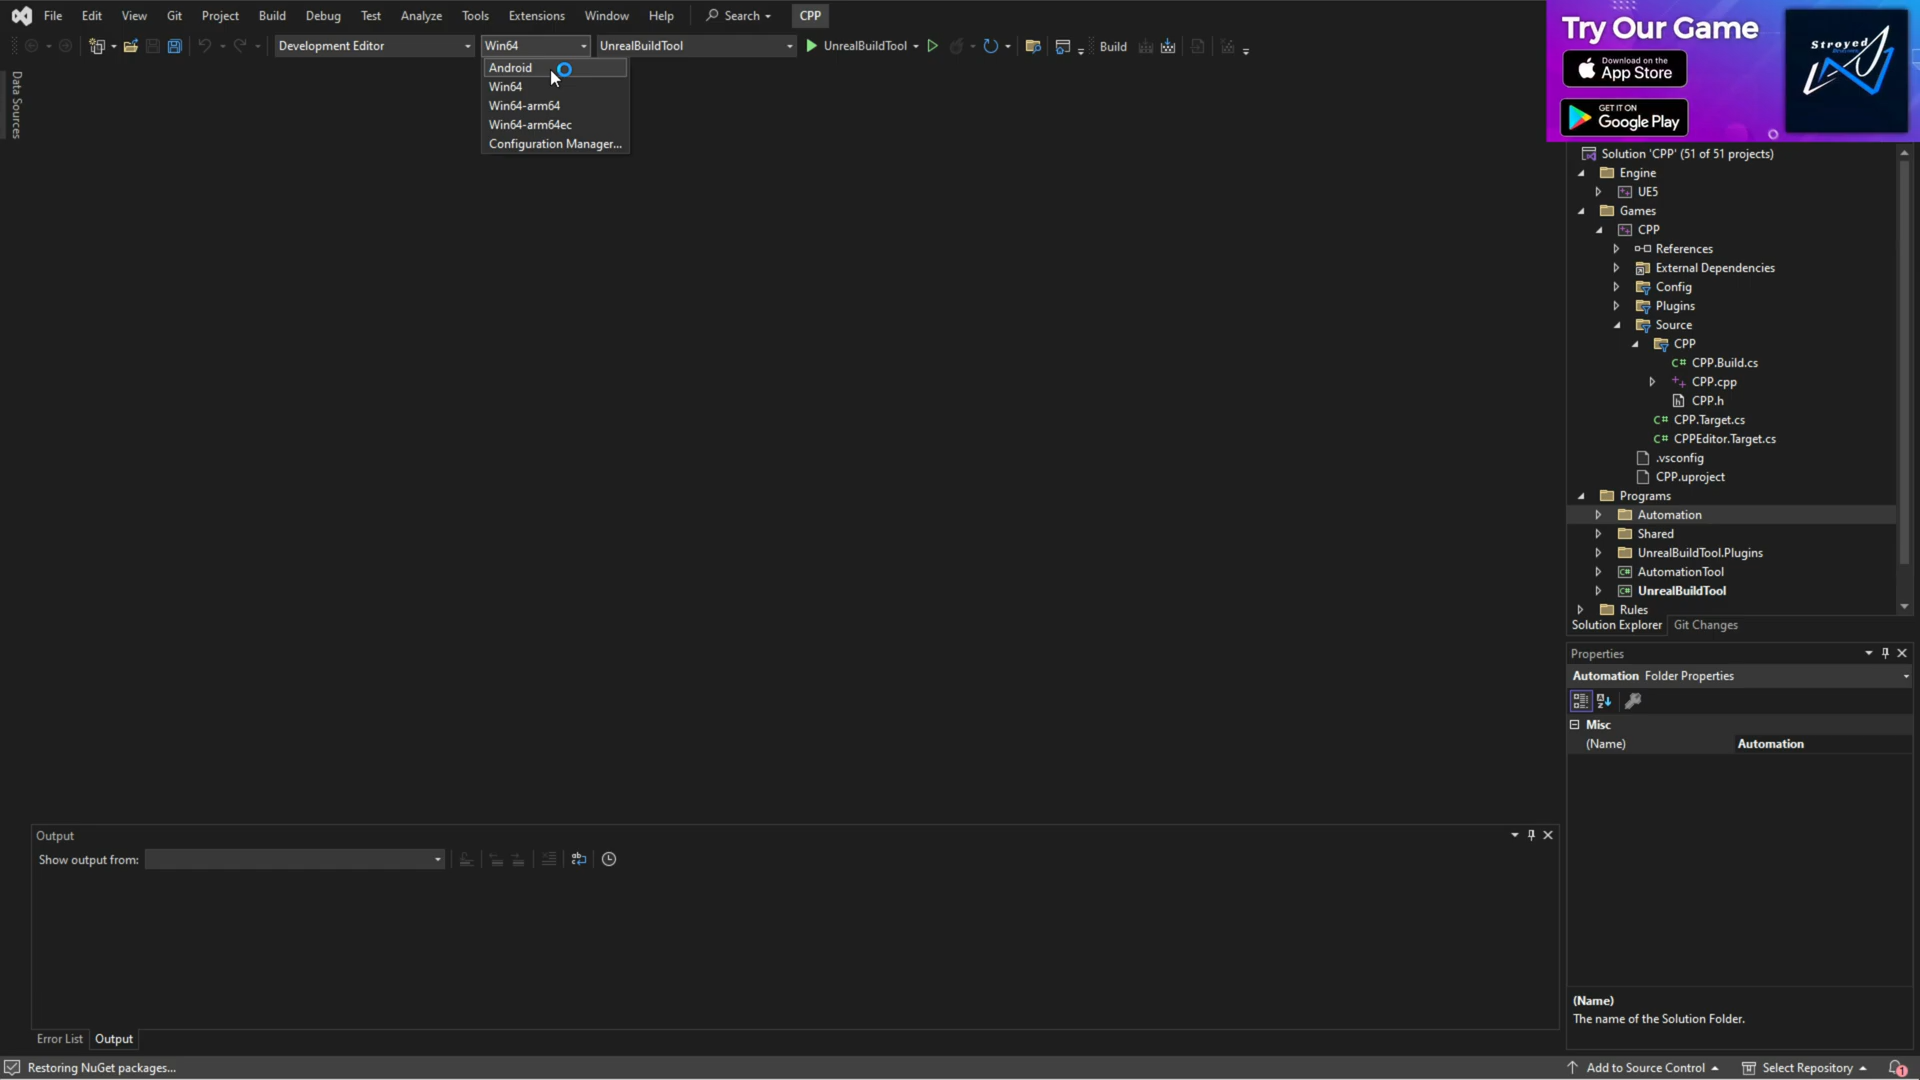 File Edit View Git Project Build Debug Test Analyze Tools Extensions Window Help Search CPP
Development Editor Win64 UnrealBuildTool UnrealBuildTool Build
Android
Win64
Win64-arm64
Win64-arm64ec
Configuration Manager...
Data Sources
Try Our Game
Download on the
App Store
GET IT ON
Google Play
Stroyed
Solution 'CPP' (51 of 51 projects)
Engine
UE5
Games
CPP
References
External Dependencies
Config
Plugins
Source
CPP
CPP.Build.cs
CPP.cpp
CPP.h
CPP.Target.cs
CPPEditor.Target.cs
.vsconfig
CPP.uproject
Programs
Automation
Shared
UnrealBuildTool.Plugins
AutomationTool
UnrealBuildTool
Rules
Solution Explorer Git Changes
Properties
Automation Folder Properties
Misc
(Name) Automation
(Name)
The name of the Solution Folder.
Output
Show output from:
Error List Output
Restoring NuGet packages...
Add to Source Control Select Repository 1